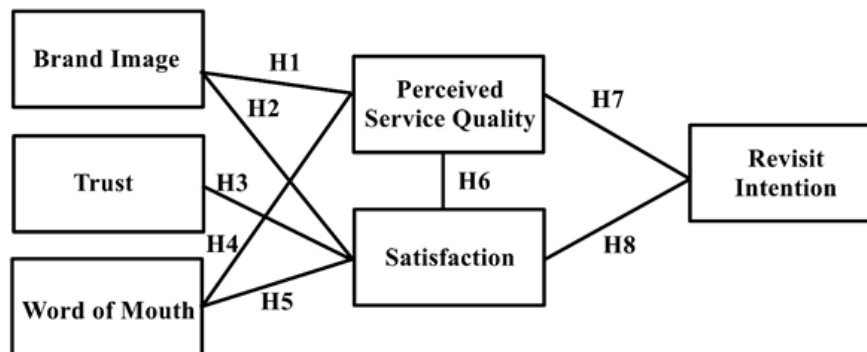 Brand Image
H1
H2
Perceived
Service Quality
H7
Trust
H3
H6
Revisit
Intention
H4
Word of Mouth
H5
Satisfaction
H8